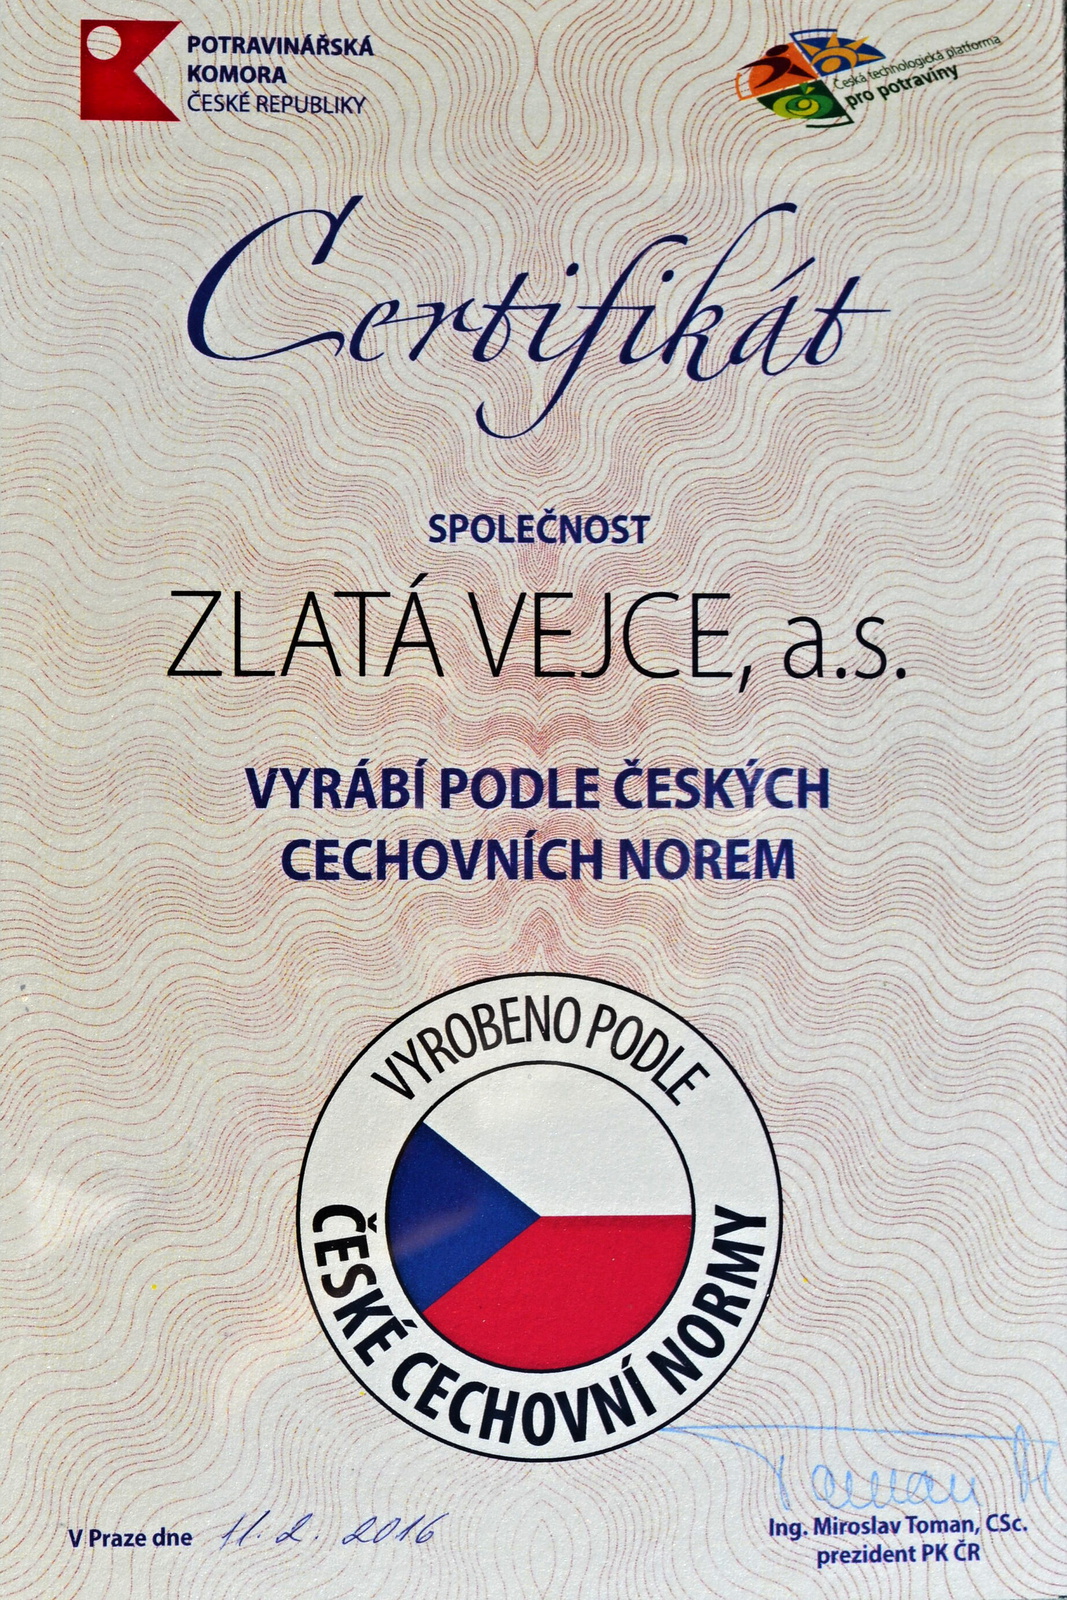 POTRAVINÁŘSKÁ
KOMORA
ČESKÉ REPUBLIKY
Česká technologická platforma
pro potraviny
Certifikát
SPOLEČNOST
ZLATÁ VEJCE, a.s.
VYRÁBÍ PODLE ČESKÝCH
CECHOVNÍCH NOREM
VYROBENO PODLE
ČESKÉ CECHOVNÍ NORMY
Toman M
V Praze dne 11. 2. 2016
Ing. Miroslav Toman, CSc.
prezident PK ČR